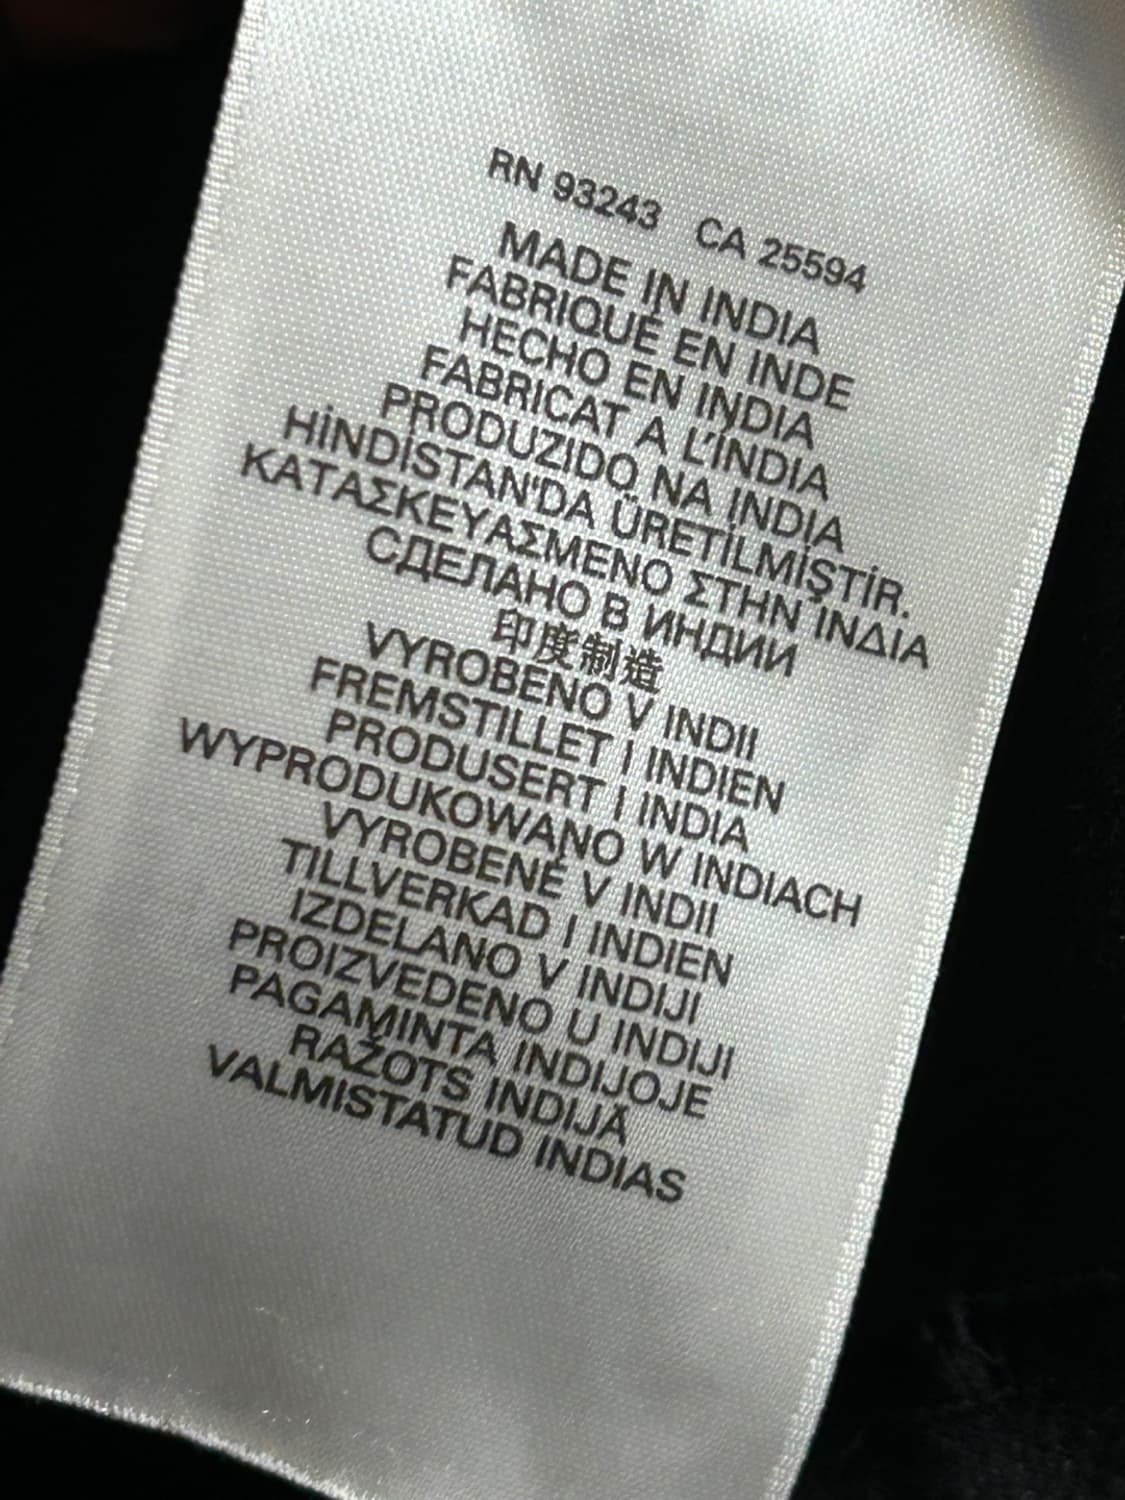 RN 93243 CA 25594
MADE IN INDIA
FABRIQUÉ EN INDE
HECHO EN INDIA
FABRICAT A L'ÍNDIA
PRODUZIDO NA ÍNDIA
HİNDİSTAN'DA ÜRETİLMİŞTİR.
ΚΑΤΑΣΚΕΥΑΣΜΕΝΟ ΣΤΗΝ ΙΝΔΙΑ
СДЕЛАНО В ИНДИИ
印度制造
VYROBENO V INDII
FREMSTILLET I INDIEN
PRODUSERT I INDIA
WYPRODUKOWANO W INDIACH
VYROBENÉ V INDII
TILLVERKAD I INDIEN
IZDELANO V INDIJI
PROIZVEDENO U INDIJI
PAGAMINTA INDIJOJE
RAŽOTS INDIJĀ
VALMISTATUD INDIAS